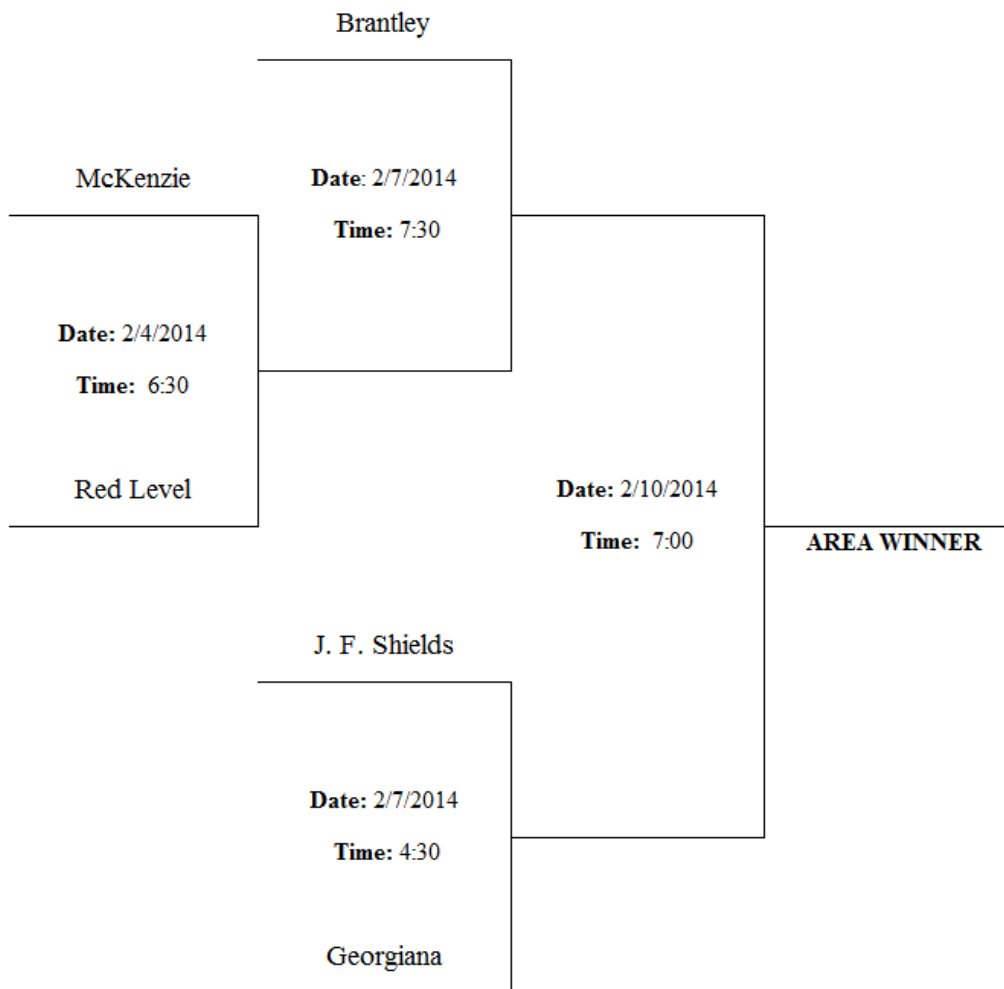 Brantley
McKenzie
Date: 2/7/2014
Time: 7:30
Date: 2/4/2014
Time: 6:30
Red Level
Date: 2/10/2014
Time: 7:00
AREA WINNER
J. F. Shields
Date: 2/7/2014
Time: 4:30
Georgiana